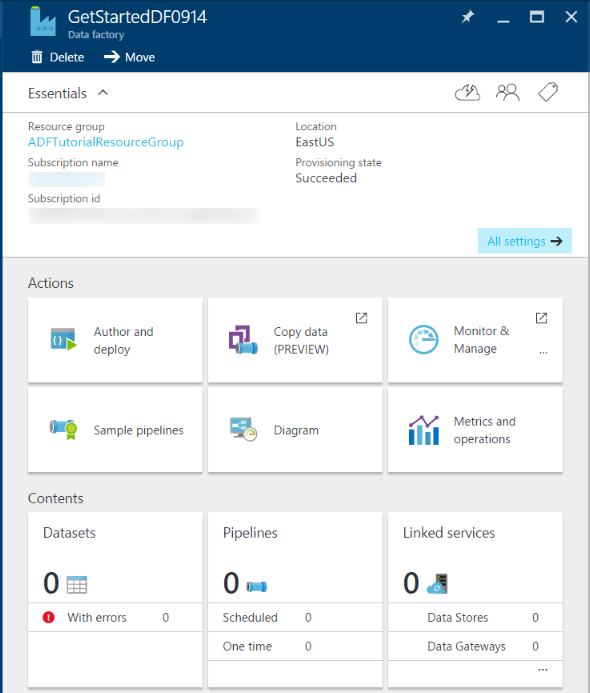 GetStartedDF0914
Data factory
Delete
Move
Essentials
Resource group
ADFTutorialResourceGroup
Location
EastUS
Subscription name
Provisioning state
Succeeded
Subscription id
All settings
Actions
Author and
deploy
Copy data
(PREVIEW)
Monitor &
Manage
...
Sample pipelines
Diagram
Metrics and
operations
Contents
Datasets
0
With errors 0
Pipelines
0
Scheduled 0
One time 0
Linked services
0
Data Stores 0
Data Gateways 0
...